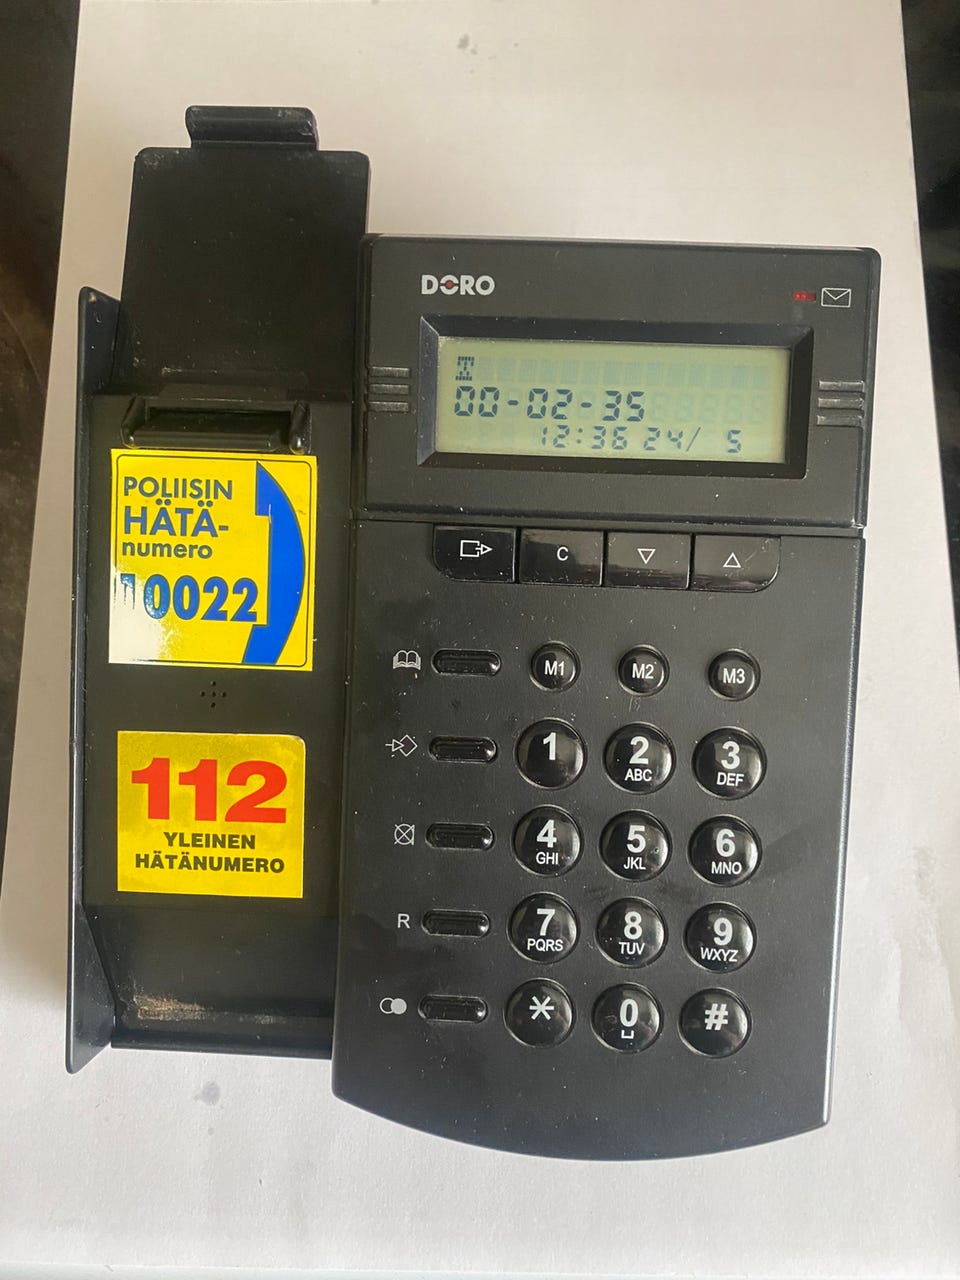 DORO
00-02-35
12:36 24/ 5
POLIISIN
HÄTÄ-
numero
10022
112
YLEINEN
HÄTÄNUMERO
C
M1 M2 M3
1 2 ABC 3 DEF
4 GHI 5 JKL 6 MNO
R 7 PQRS 8 TUV 9 WXYZ
* 0 #